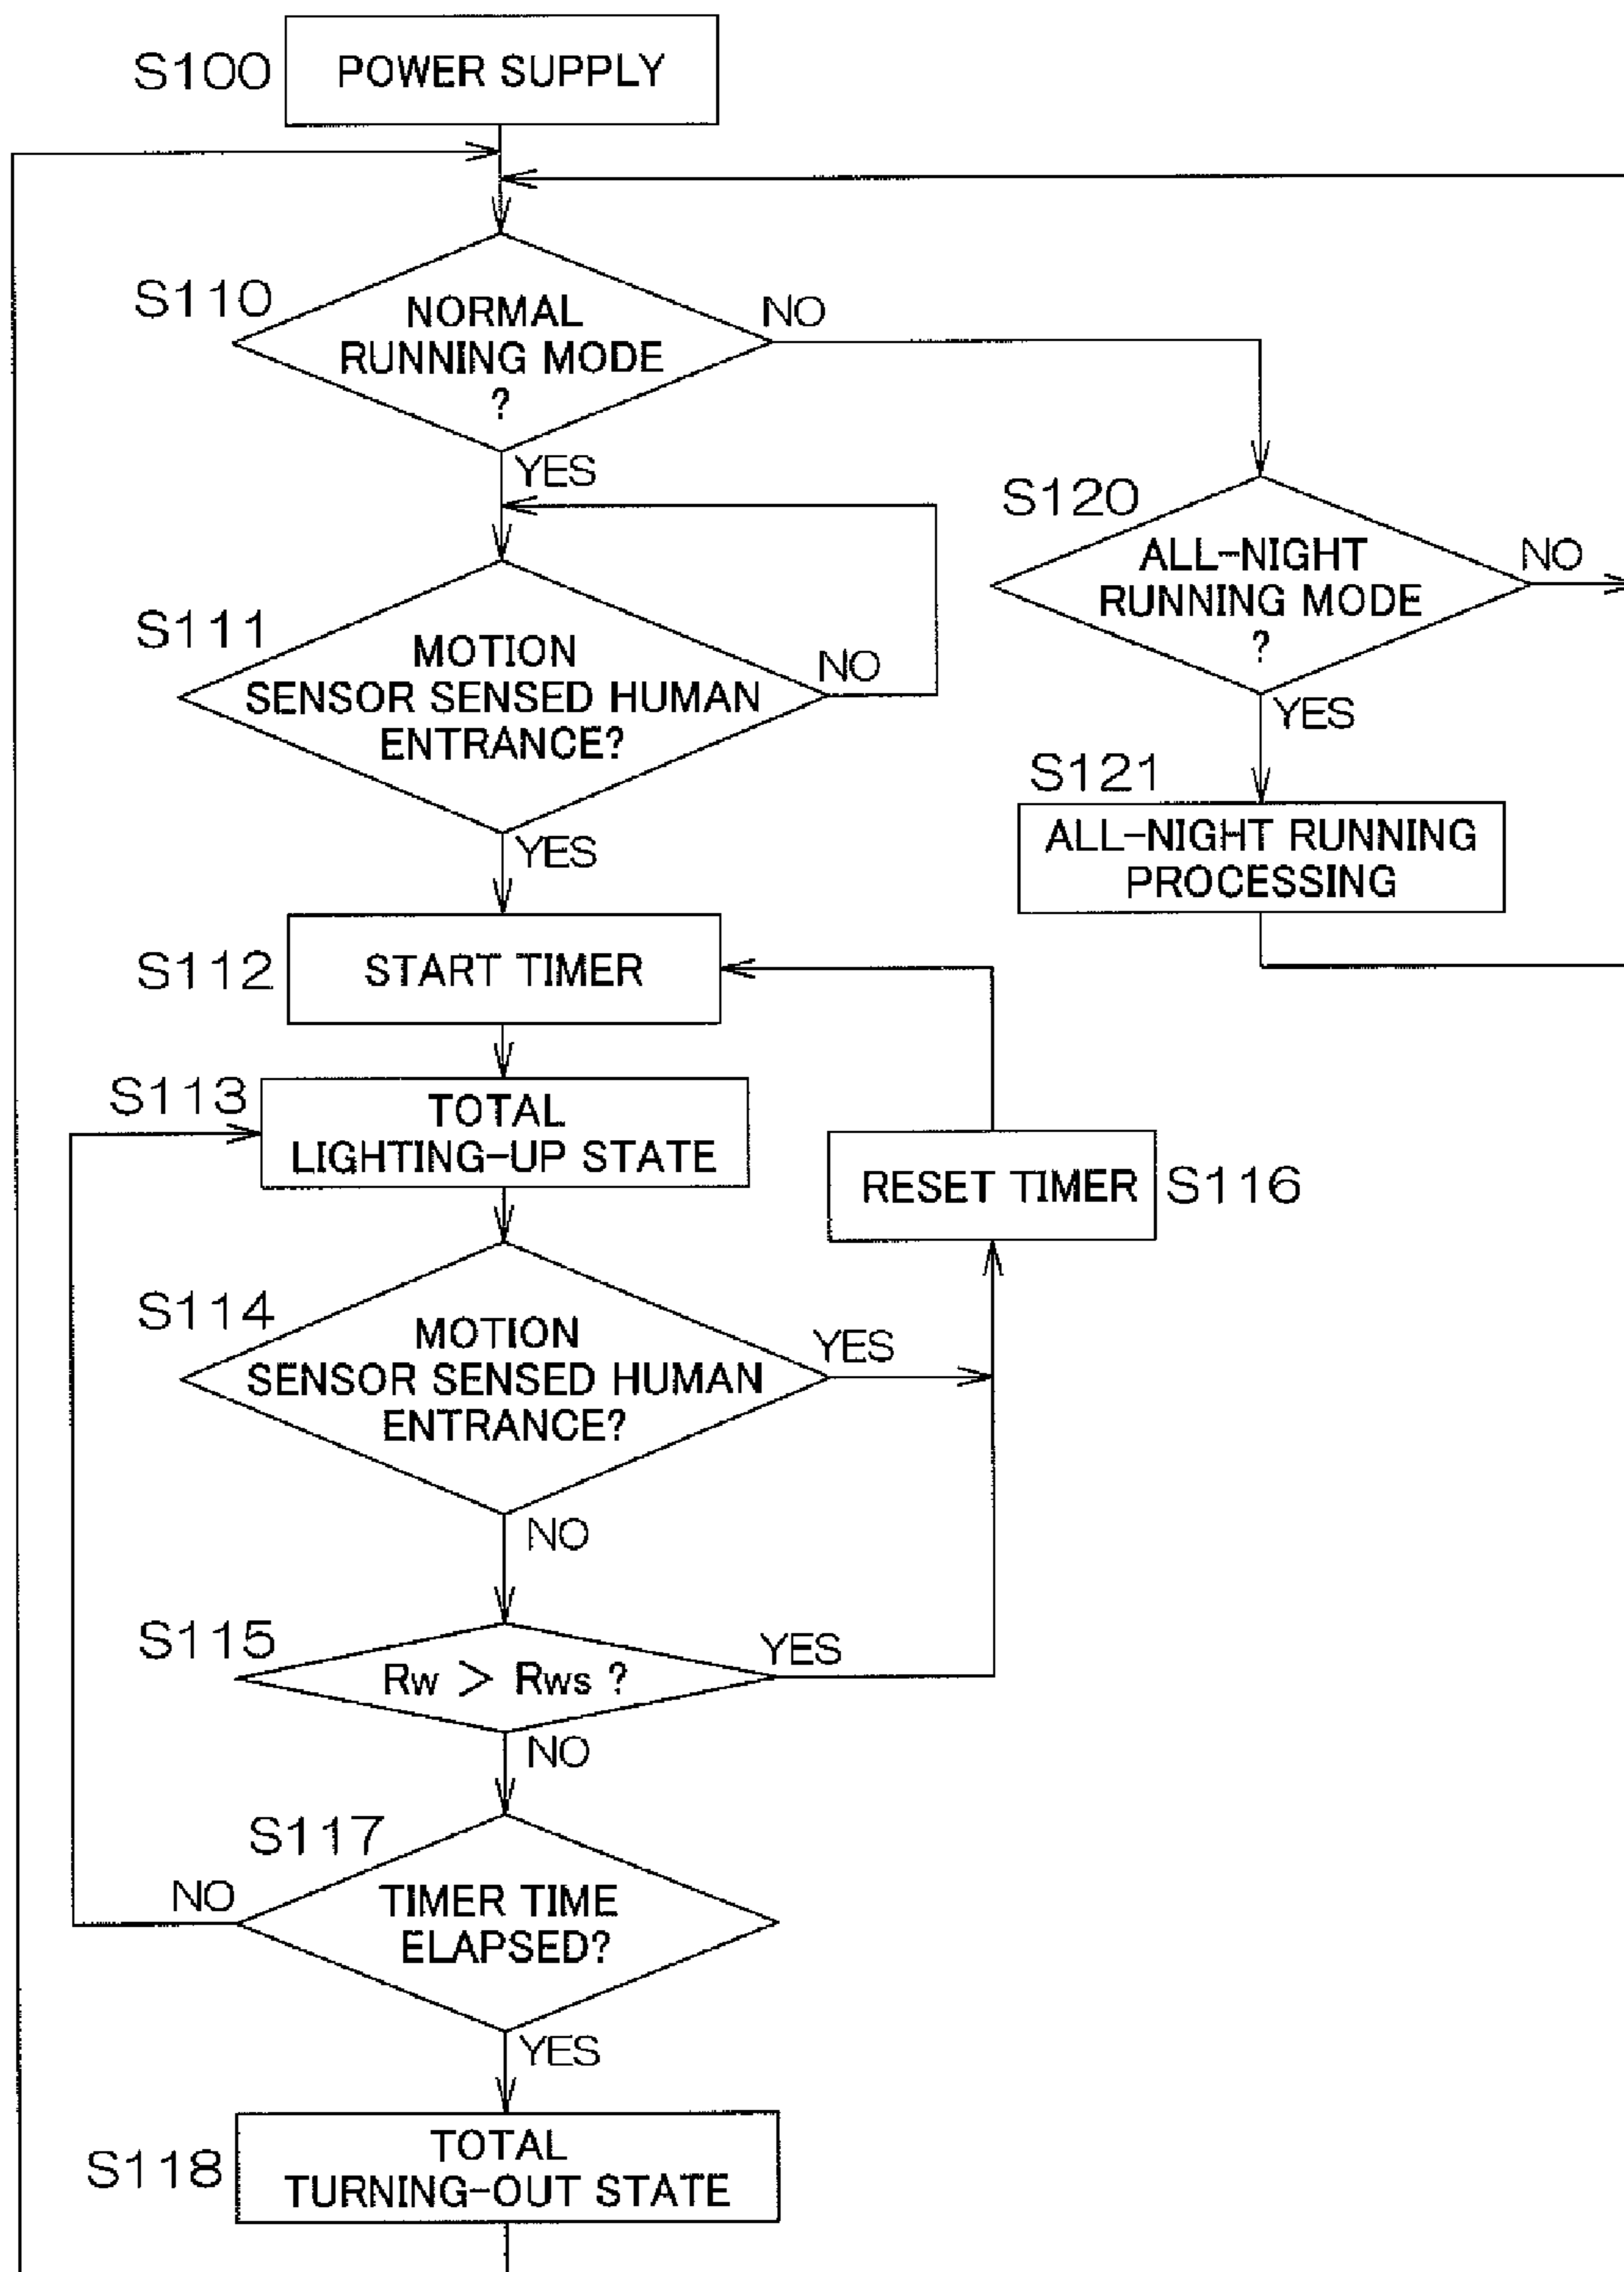 S100
POWER SUPPLY
S110
NORMAL
RUNNING MODE
?
NO
YES
S120
ALL-NIGHT
RUNNING MODE
?
NO
YES
S111
MOTION
SENSOR SENSED HUMAN
ENTRANCE?
NO
YES
S121
ALL-NIGHT RUNNING
PROCESSING
S112
START TIMER
S113
TOTAL
LIGHTING-UP STATE
RESET TIMER
S116
S114
MOTION
SENSOR SENSED HUMAN
ENTRANCE?
YES
NO
S115
Rw > Rws ?
YES
NO
S117
TIMER TIME
ELAPSED?
NO
YES
S118
TOTAL
TURNING-OUT STATE